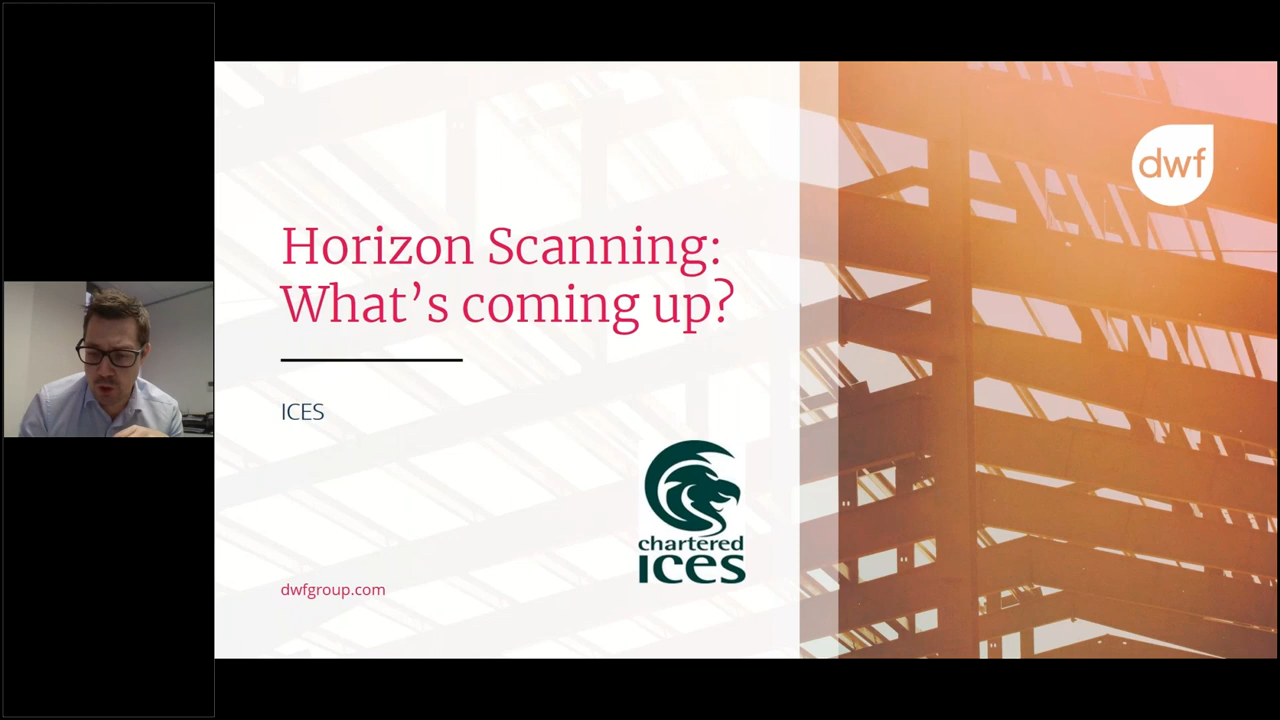 dwf
Horizon Scanning:
What’s coming up?
ICES
chartered
ices
dwfgroup.com